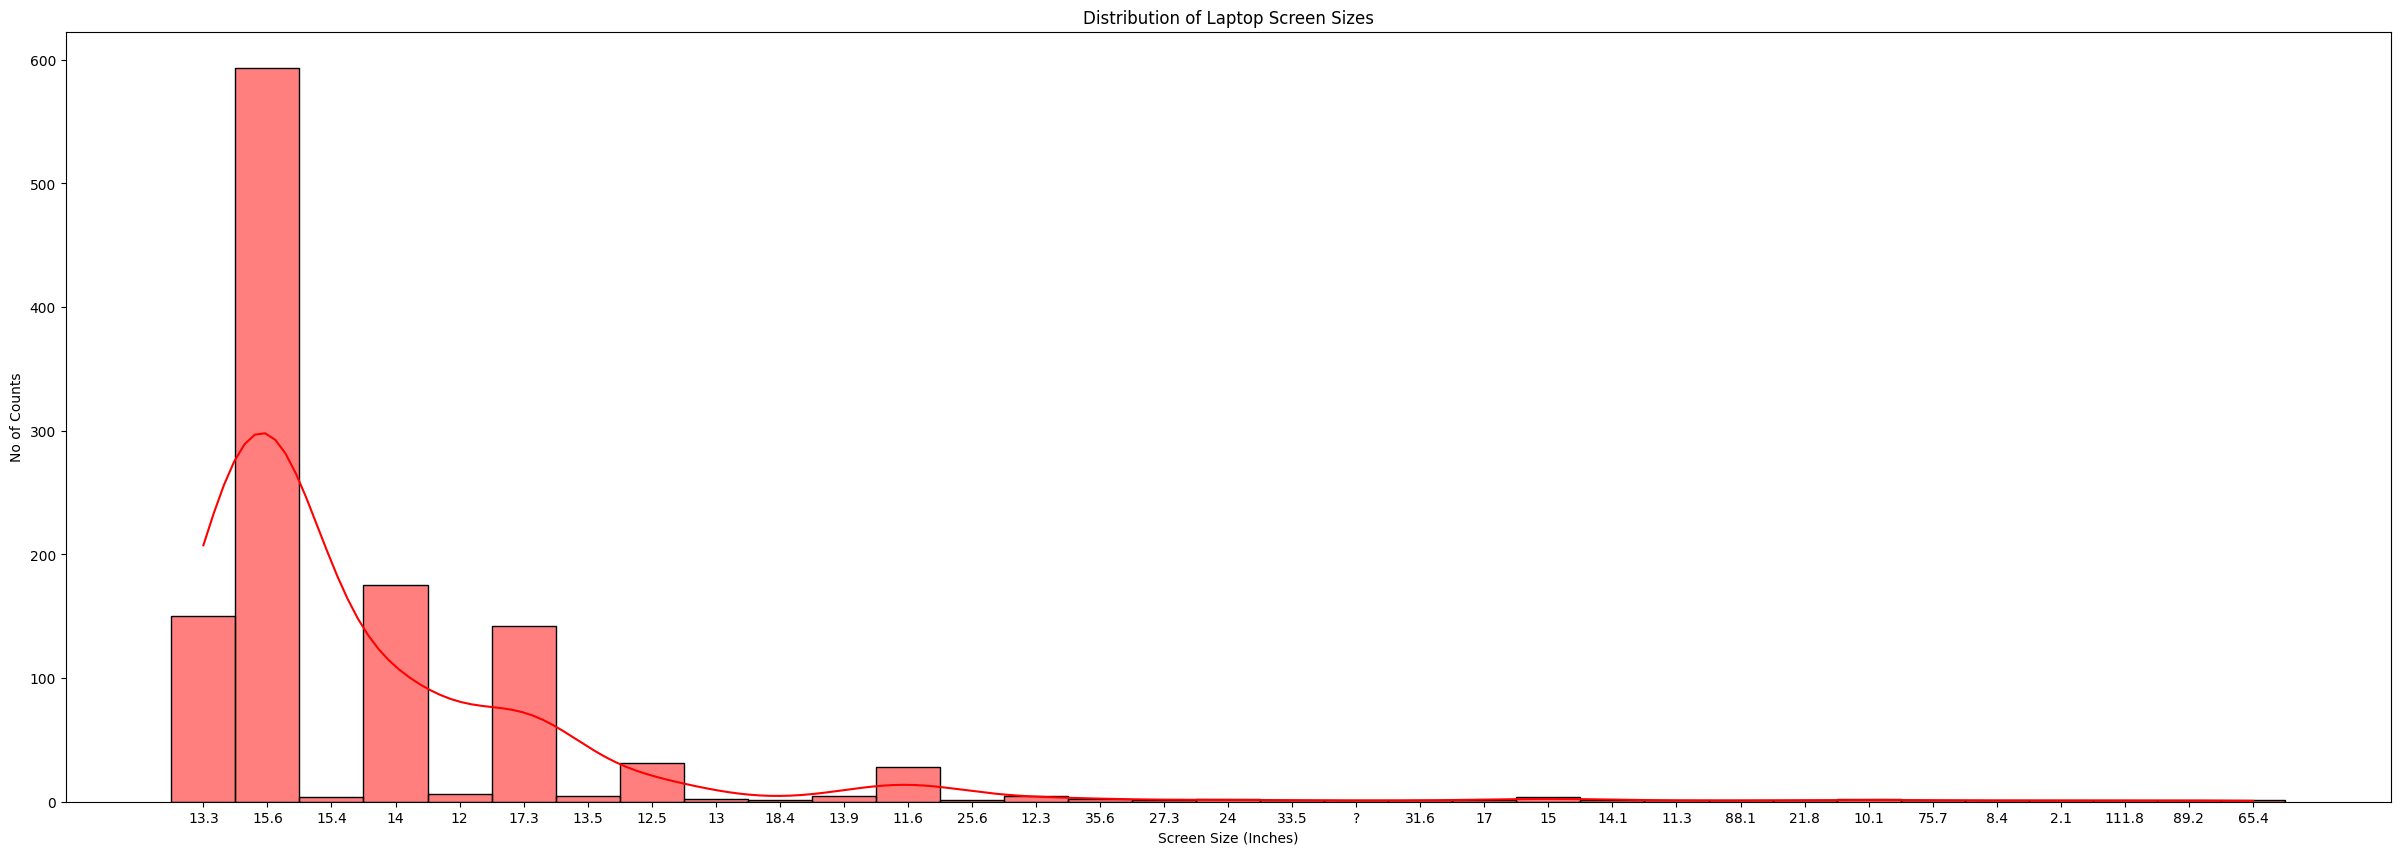 Distribution of Laptop Screen Sizes
No of Counts
600
500
400
300
200
100
0
13.3 15.6 15.4 14 12 17.3 13.5 12.5 13 18.4 13.9 11.6 25.6 12.3 35.6 27.3 24 33.5 ? 31.6 17 15 14.1 11.3 88.1 21.8 10.1 75.7 8.4 2.1 111.8 89.2 65.4
Screen Size (Inches)